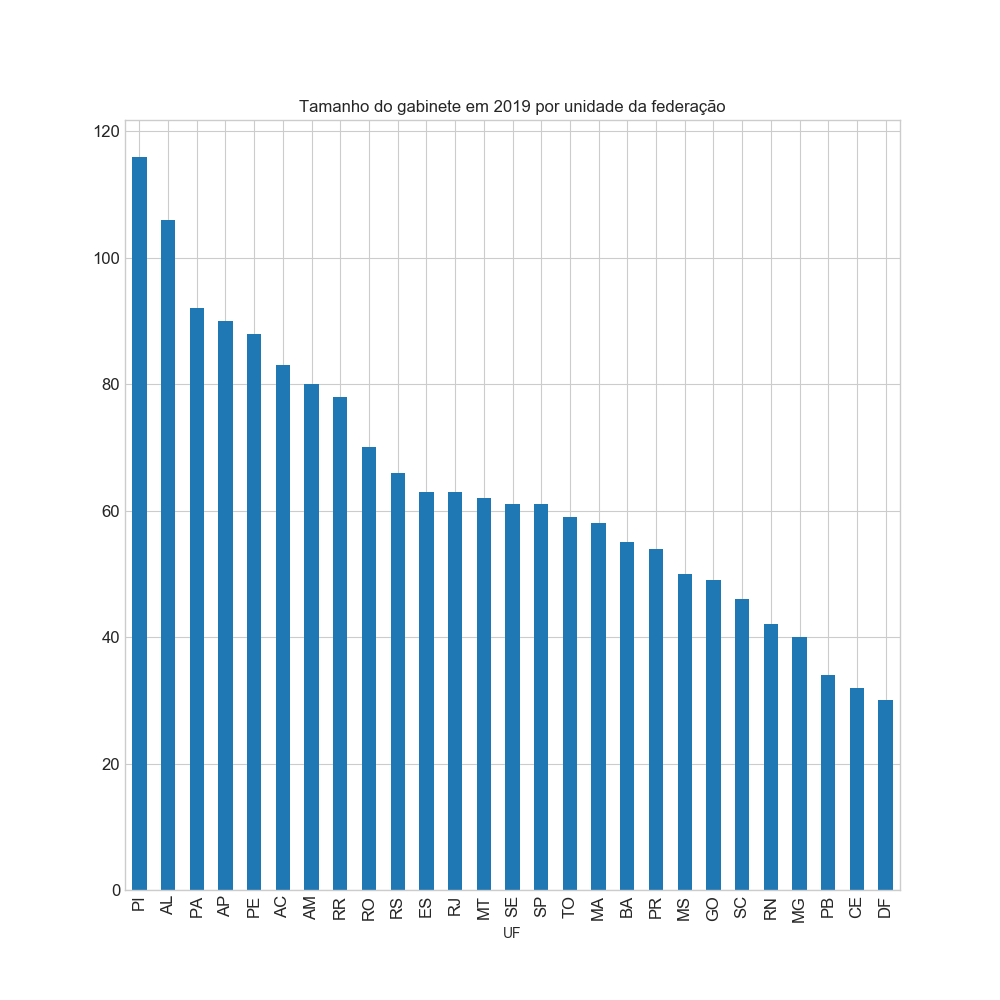 Tamanho do gabinete em 2019 por unidade da federação
120
100
80
60
40
20
0
PI AL PA AP PE AC AM RR RO RS ES RJ MT SE SP TO MA BA PR MS GO SC RN MG PB CE DF
UF